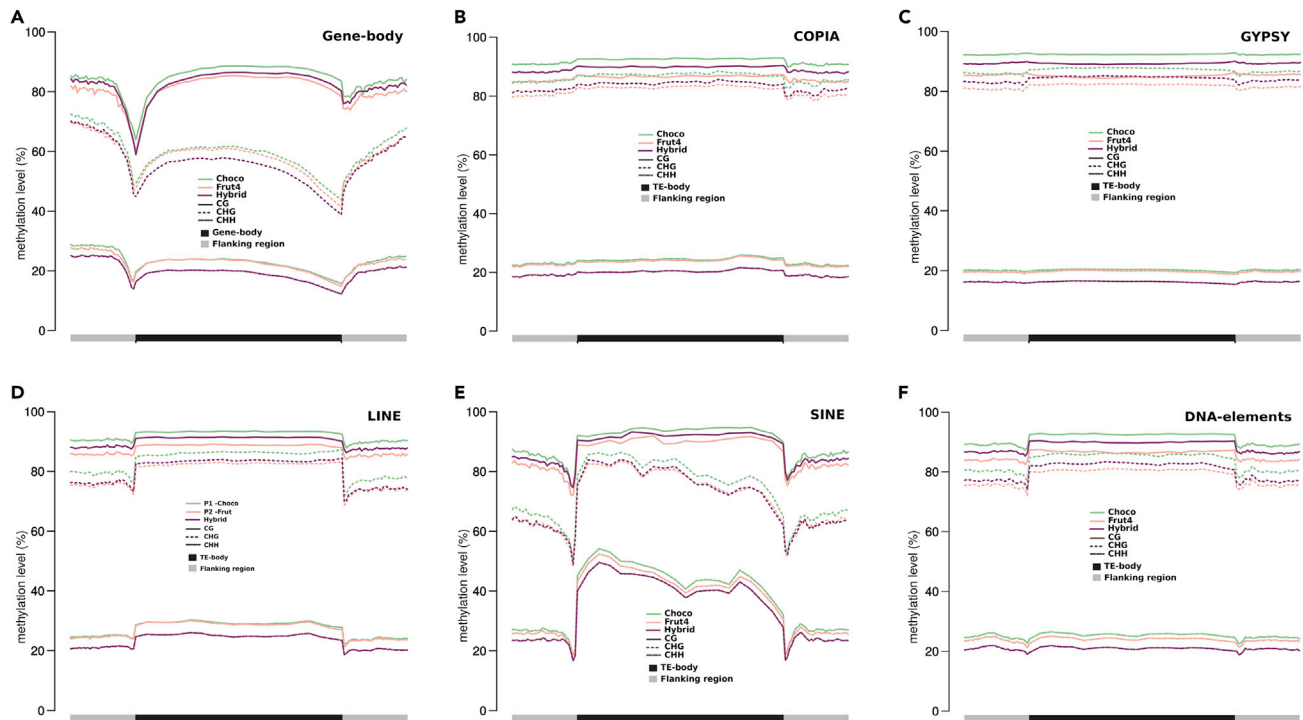 A
Gene-body
100
80
60
40
20
0
methylation level (%)
Choco
Frut4
Hybrid
CG
CHG
CHH
Gene-body
Flanking region
B
COPIA
100
80
60
40
20
0
methylation level (%)
Choco
Frut4
Hybrid
CG
CHG
CHH
TE-body
Flanking region
C
GYPSY
100
80
60
40
20
0
methylation level (%)
Choco
Frut4
Hybrid
CG
CHG
CHH
TE-body
Flanking region
D
LINE
100
80
60
40
20
0
methylation level (%)
P1 -Choco
P2 -Frut
Hybrid
CG
CHG
CHH
TE-body
Flanking region
E
SINE
100
80
60
40
20
0
methylation level (%)
Choco
Frut4
Hybrid
CG
CHG
CHH
TE-body
Flanking region
F
DNA-elements
100
80
60
40
20
0
methylation level (%)
Choco
Frut4
Hybrid
CG
CHG
CHH
TE-body
Flanking region